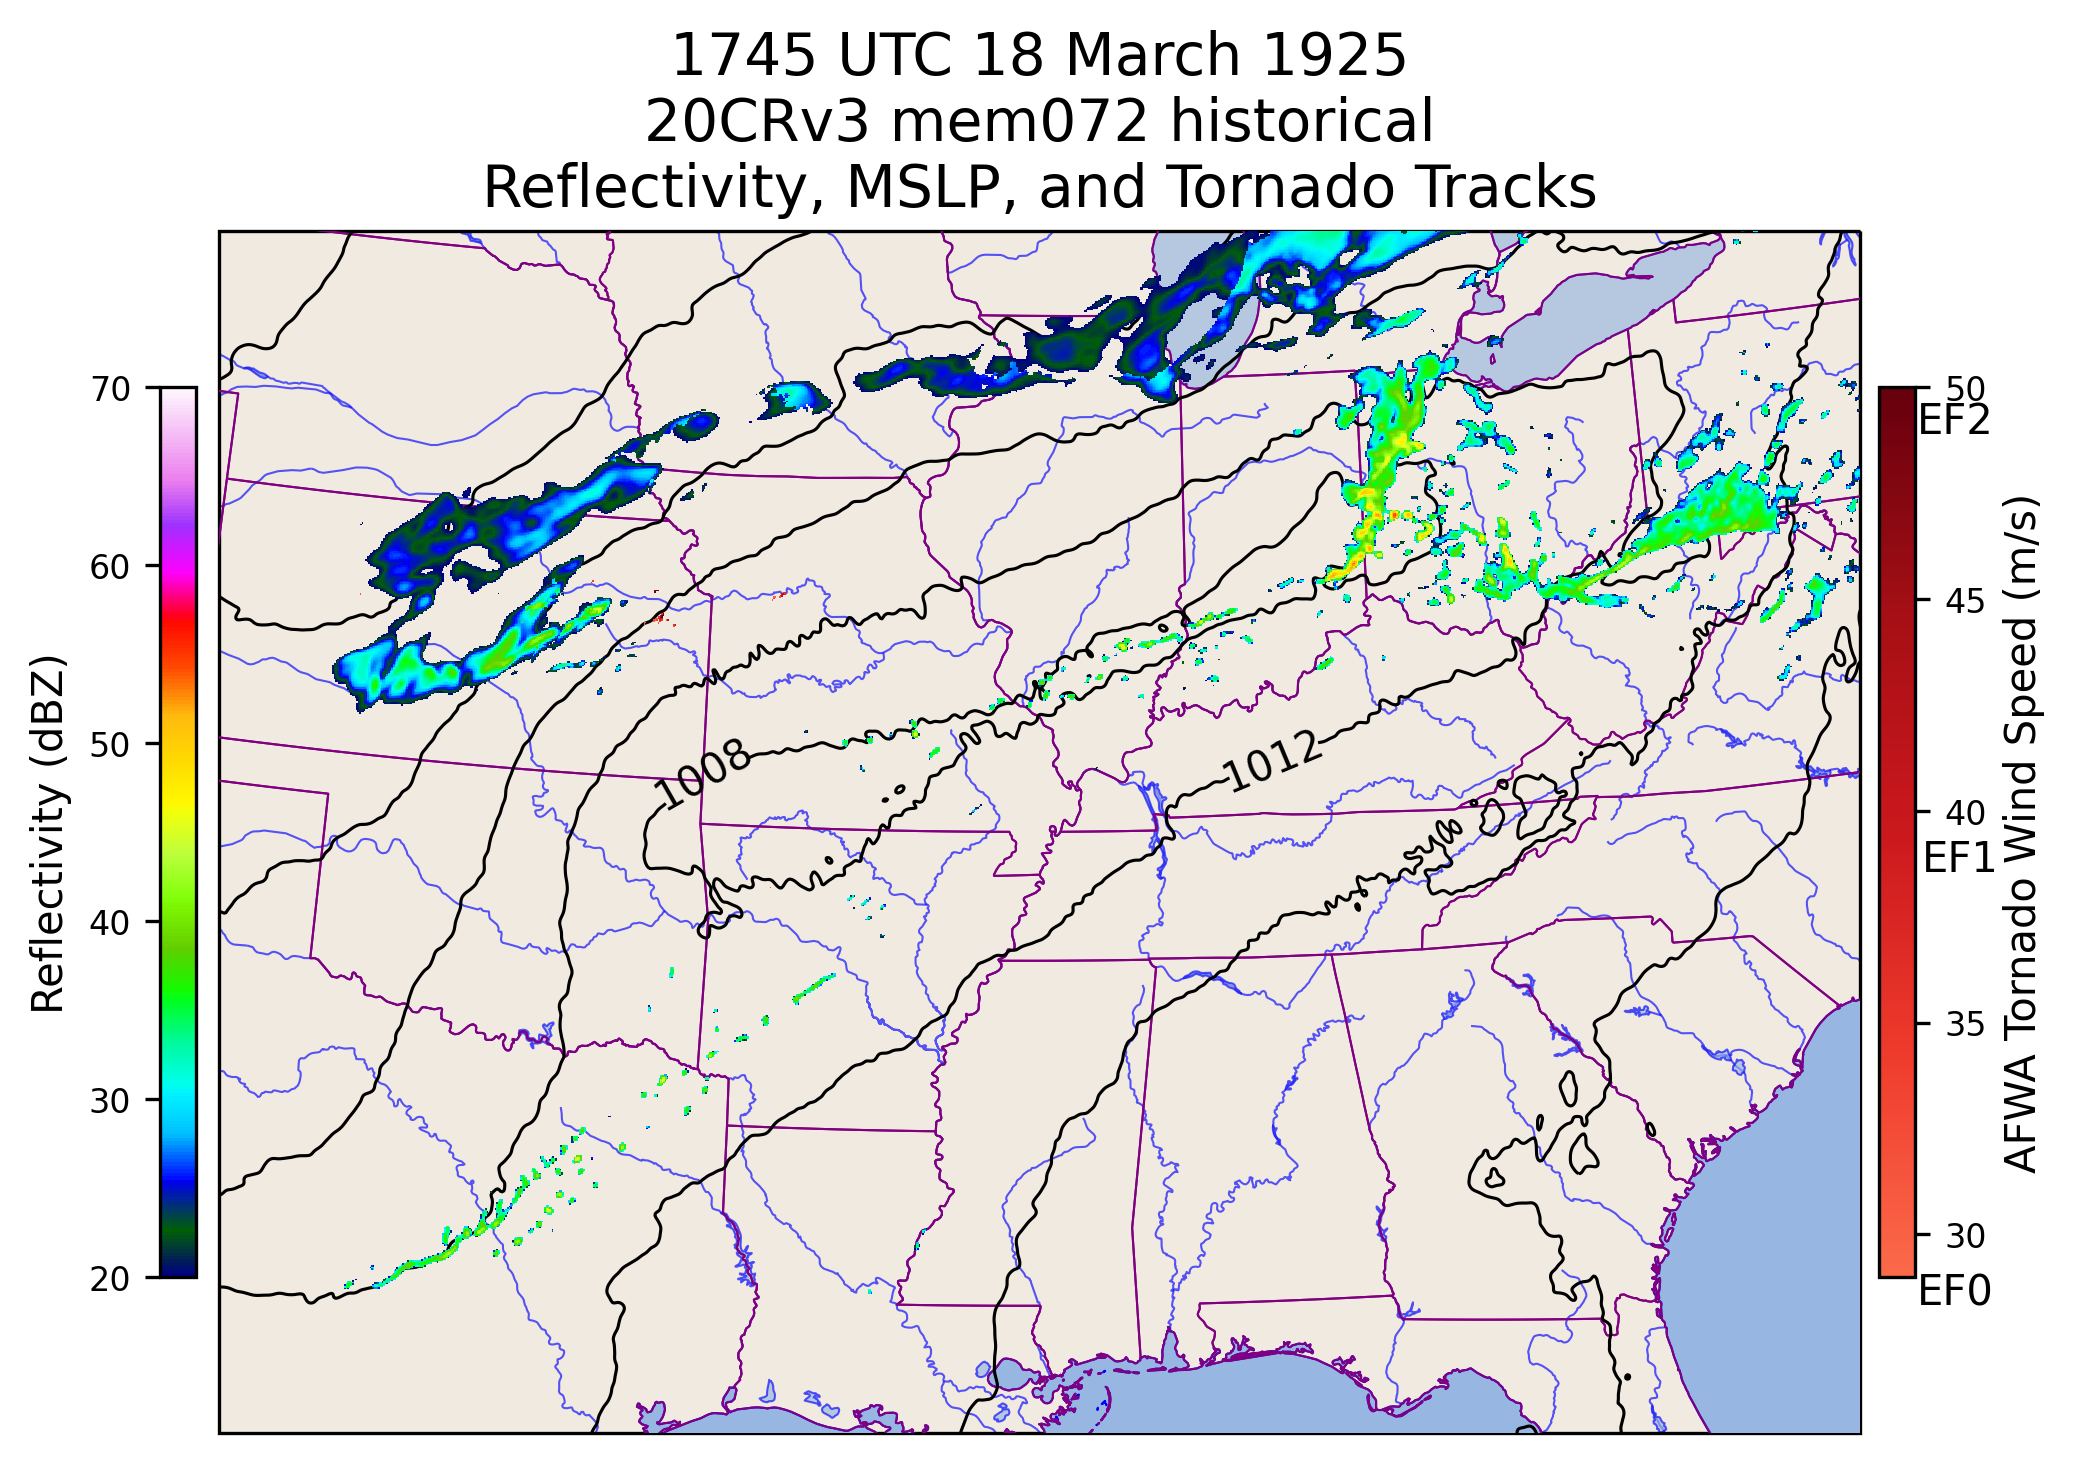 1745 UTC 18 March 1925
20CRv3 mem072 historical
Reflectivity, MSLP, and Tornado Tracks
70
60
50
40
30
20
Reflectivity (dBZ)
1008
1012
50
EF2
45
40
EF1
35
30
EF0
AFWA Tornado Wind Speed (m/s)